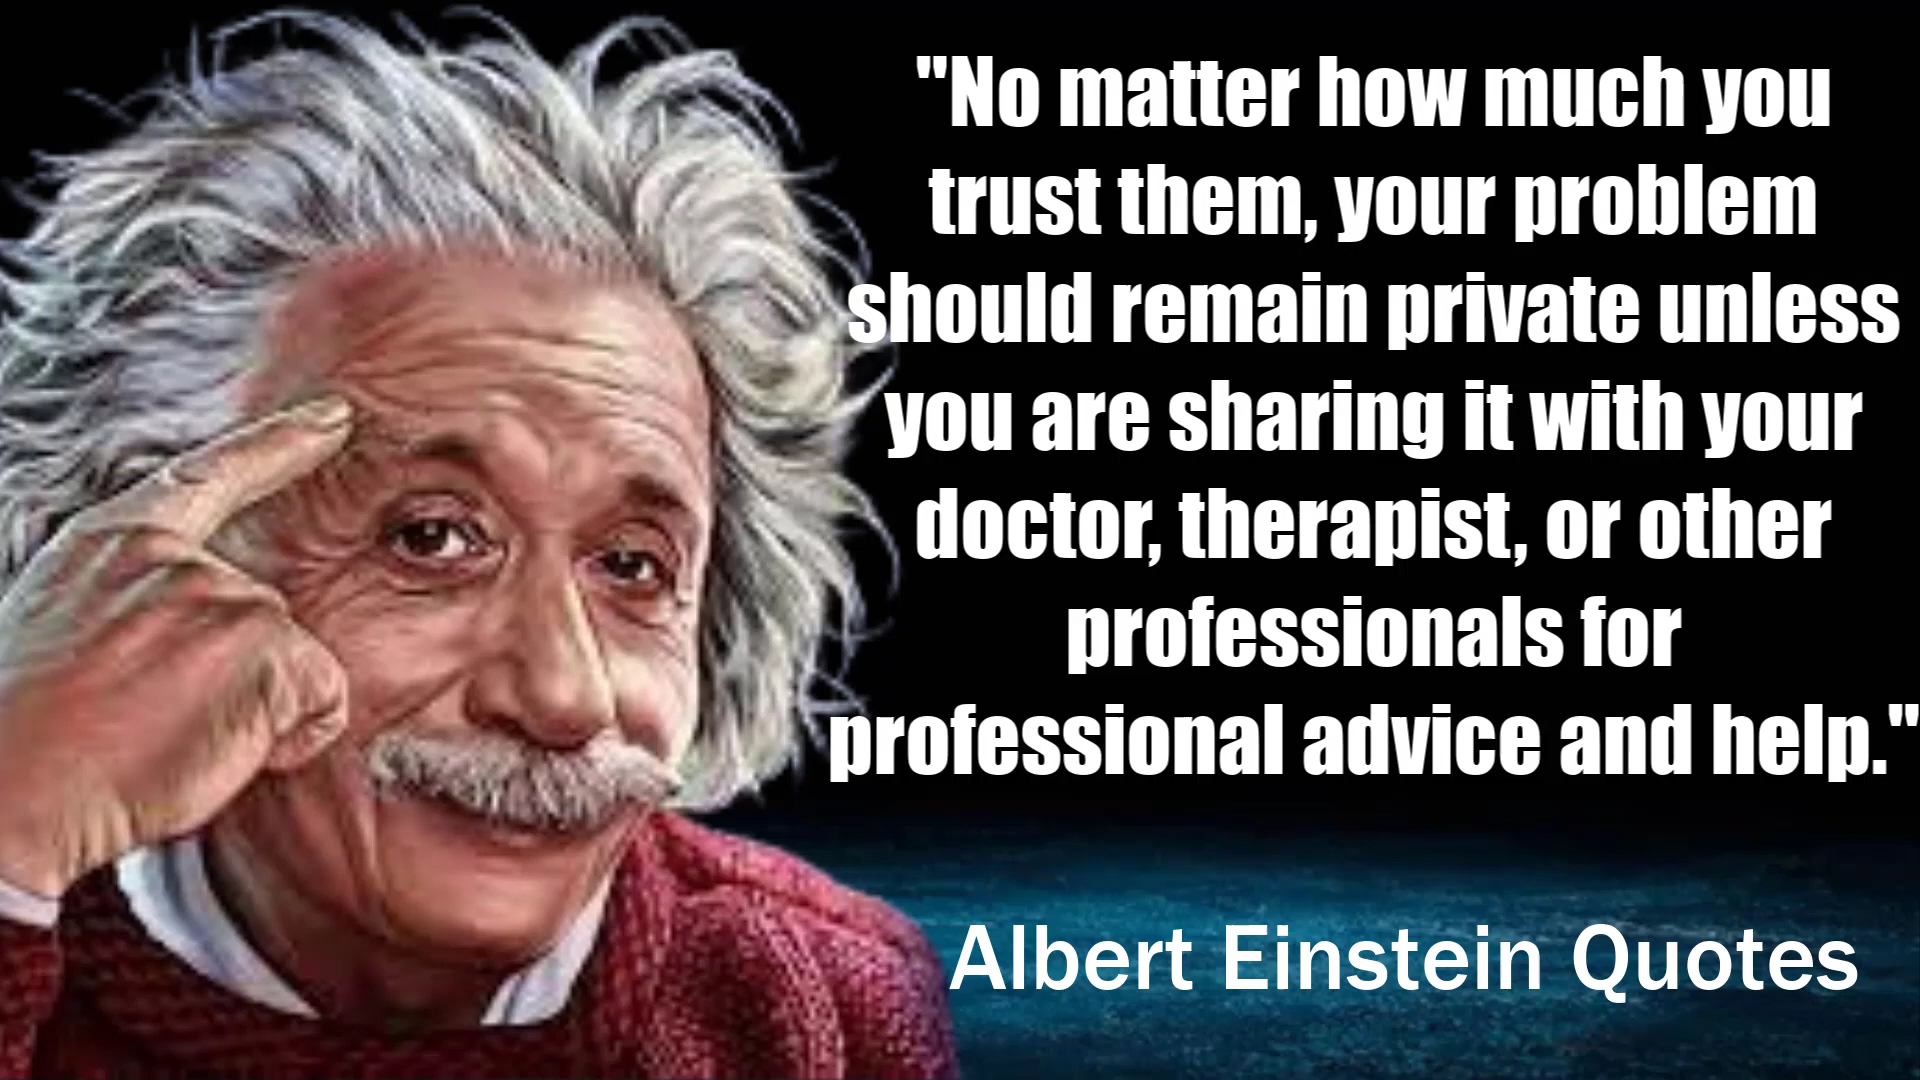 "No matter how much you
trust them, your problem
should remain private unless
you are sharing it with your
doctor, therapist, or other
professionals for
professional advice and help."
Albert Einstein Quotes